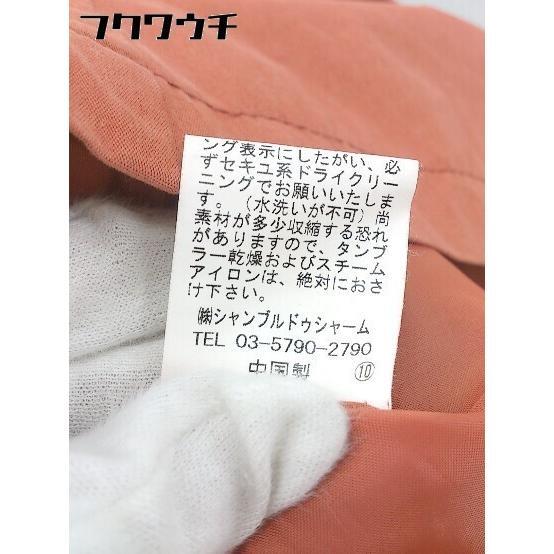 フクワウチ
ング表示にしたがい、必
ずセキユ系ドライクリー
ニングでお願いいたしま
す。（水洗いが不可）尚
素材が多少収縮する恐れ
がありますので、タンブ
ラー乾燥およびスチーム
アイロンは、絶対におさ
け下さい。
㈱シャンブルドゥシャーム
TEL 03-5790-2790
中国製 ⑩